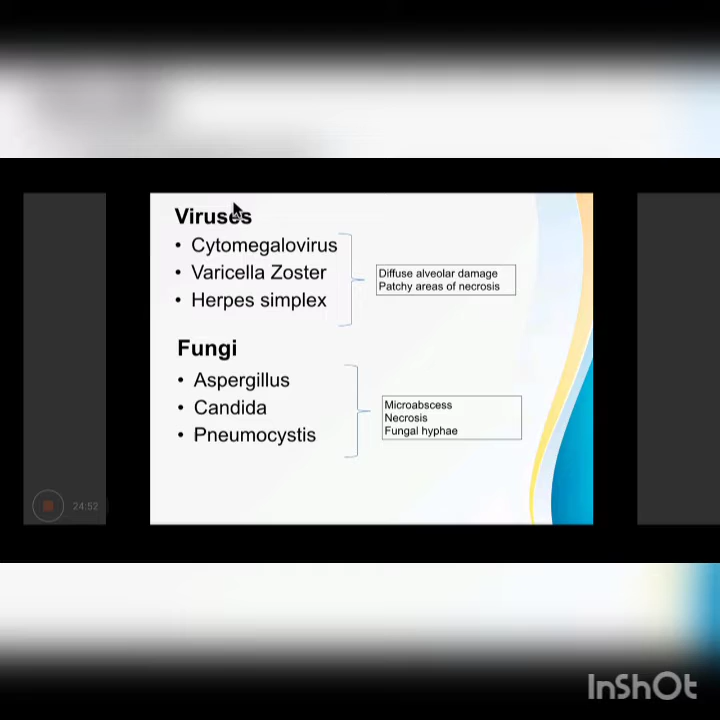 Viruses
• Cytomegalovirus
• Varicella Zoster
• Herpes simplex
Diffuse alveolar damage
Patchy areas of necrosis
Fungi
• Aspergillus
• Candida
• Pneumocystis
Microabscess
Necrosis
Fungal hyphae
24:52
InShOt